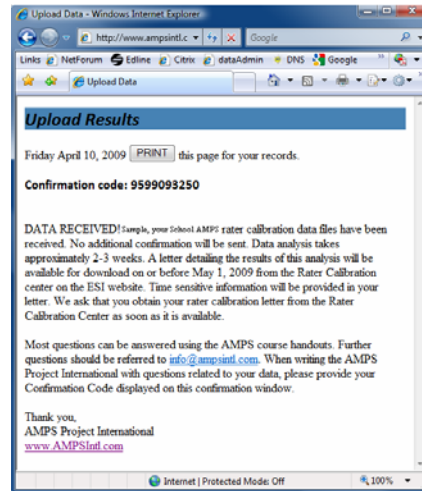 Upload Data - Windows Internet Explorer
http://www.ampsintl.c
Google
Links NetForum Edline Citrix dataAdmin DNS Google
Upload Data
Upload Results
Friday April 10, 2009 PRINT this page for your records.
Confirmation code: 9599093250
DATA RECEIVED! Sample, your School AMPS rater calibration data files have been
received. No additional confirmation will be sent. Data analysis takes
approximately 2-3 weeks. A letter detailing the results of this analysis will be
available for download on or before May 1, 2009 from the Rater Calibration
center on the ESI website. Time sensitive information will be provided in your
letter. We ask that you obtain your rater calibration letter from the Rater
Calibration Center as soon as it is available.
Most questions can be answered using the AMPS course handouts. Further
questions should be referred to info@ampsintl.com. When writing the AMPS
Project International with questions related to your data, please provide your
Confirmation Code displayed on this confirmation window.
Thank you,
AMPS Project International
www.AMPSIntl.com
Internet | Protected Mode: Off
100%